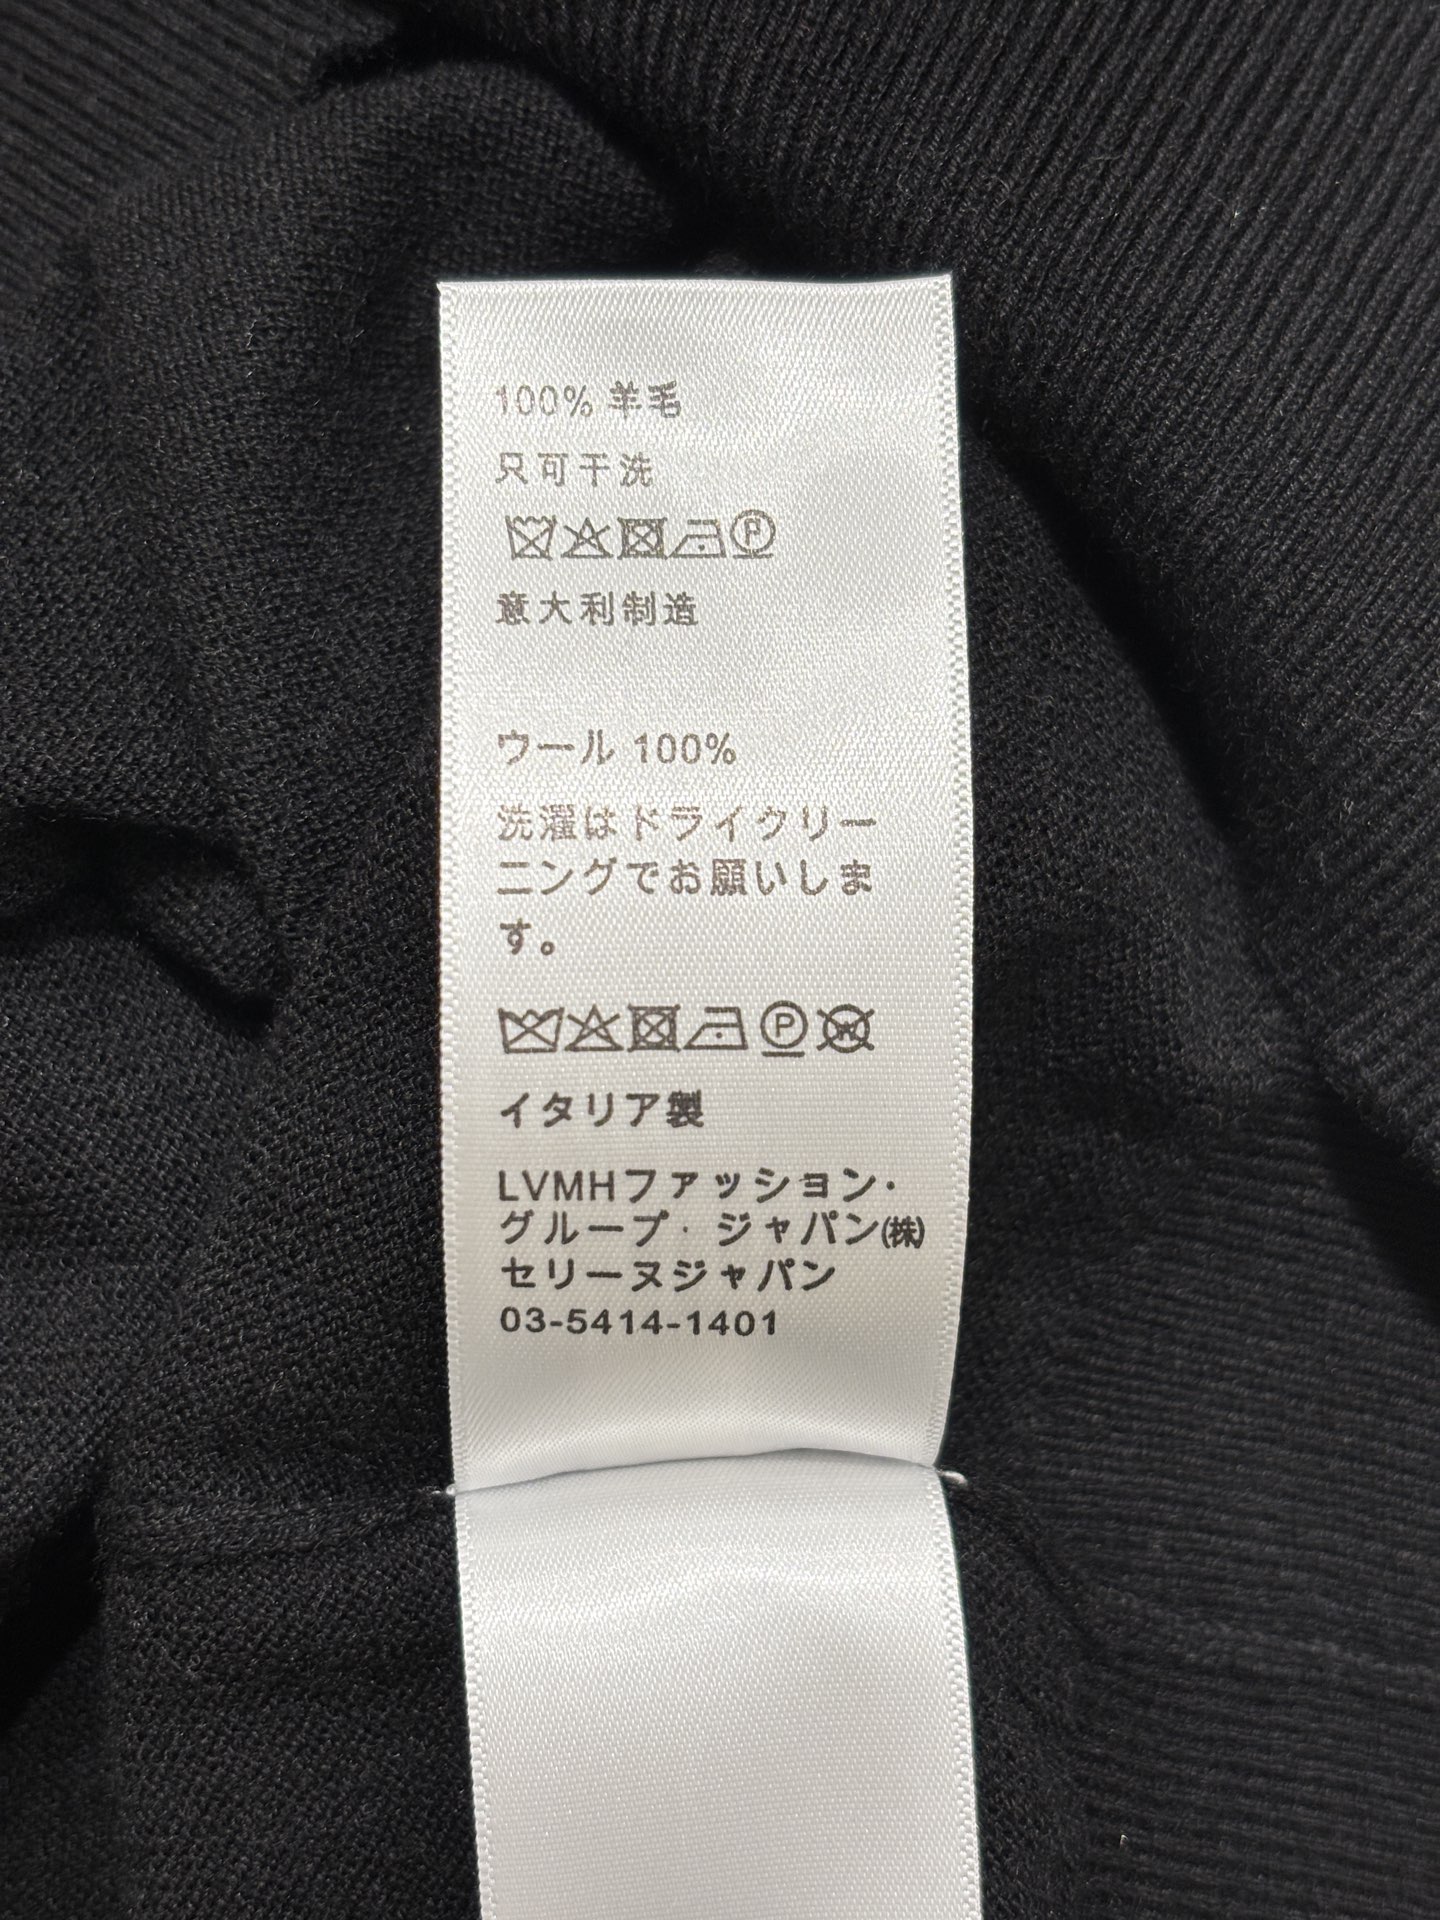 100% 羊毛
只可干洗
P
意大利制造
ウール 100%
洗濯はドライクリー
ニングでお願いしま
す。
P W
イタリア製
LVMHファッション·
グループ· ジャパン(株)
セリーヌジャパン
03-5414-1401